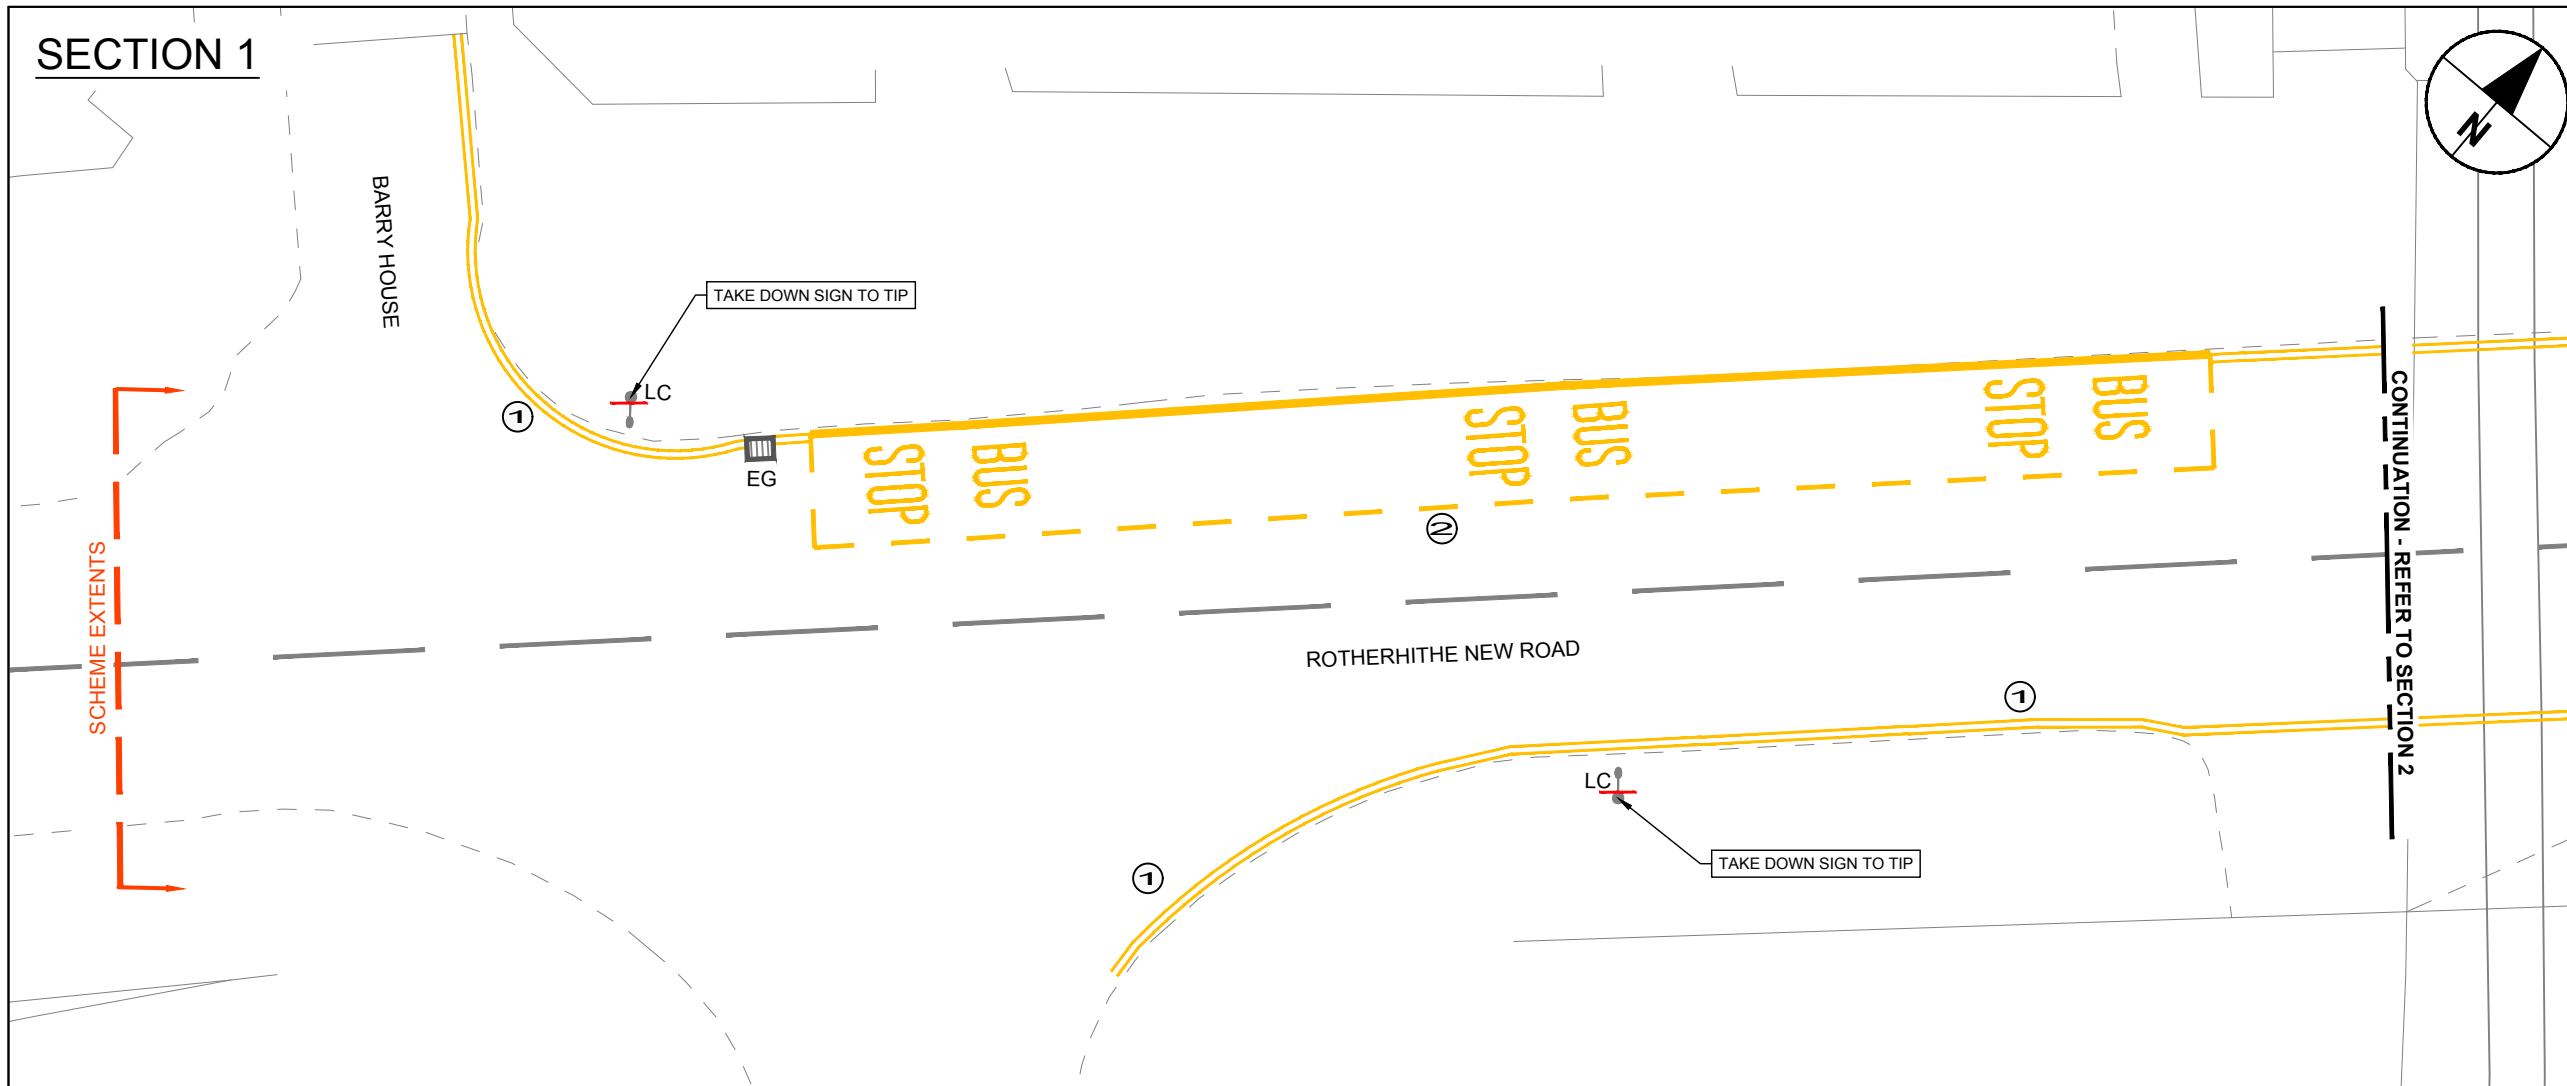 SECTION 1
N
BARRY HOUSE
TAKE DOWN SIGN TO TIP
LC
1
EG
BUS
STOP
BUS
STOP
BUS
STOP
2
SCHEME EXTENTS
ROTHERHITHE NEW ROAD
CONTINUATION - REFER TO SECTION 2
1
LC
TAKE DOWN SIGN TO TIP
1